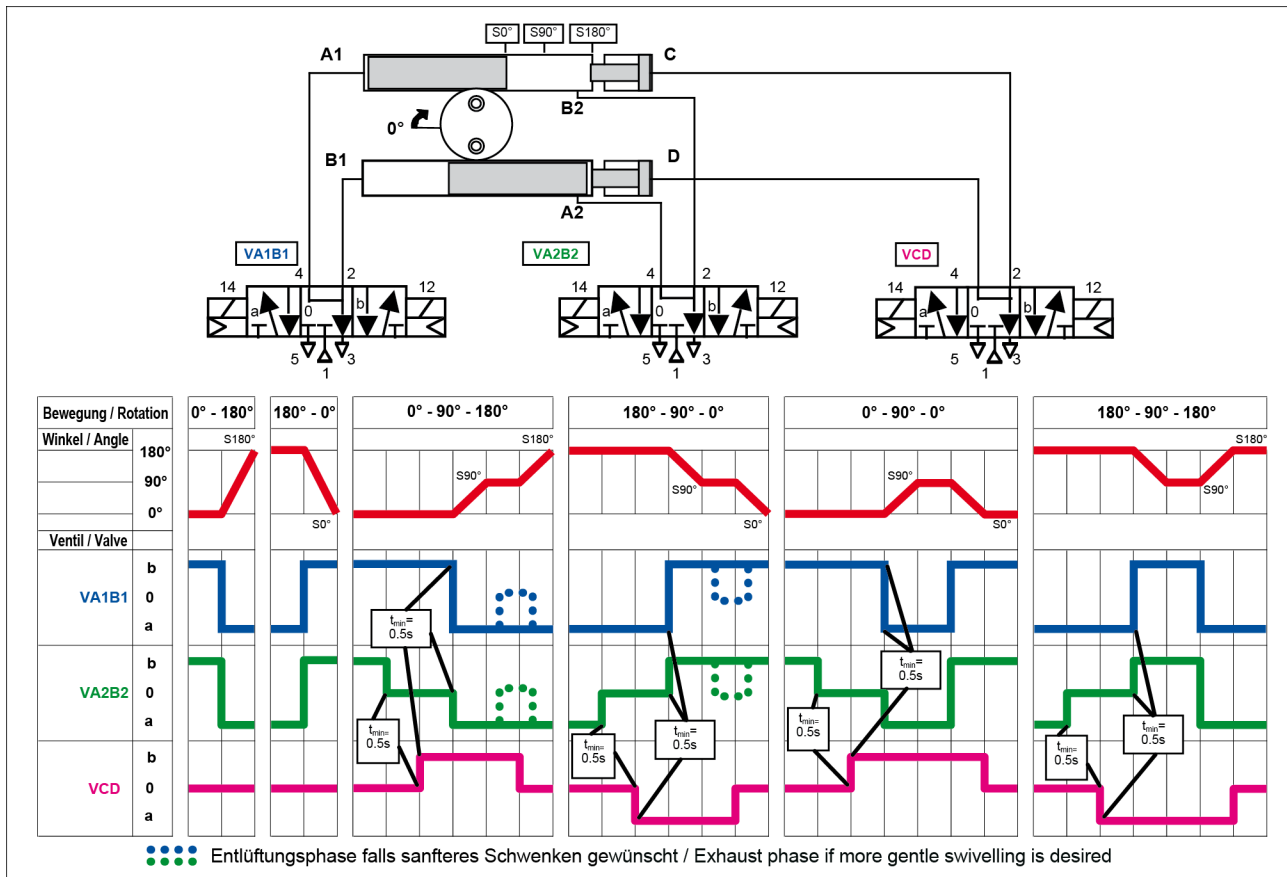 S0° S90° S180°
A1 C
B2
0°
B1 D
A2
VA1B1 VA2B2 VCD
4 2 4 2 4 2
14 a 0 b 12 14 a 0 b 12 14 a 0 b 12
5 3 5 3 5 3
1 1 1
Bewegung / Rotation 0° - 180° 180° - 0° 0° - 90° - 180° 180° - 90° - 0° 0° - 90° - 0° 180° - 90° - 180°
Winkel / Angle S180° S180° S180°
180°
90° S90° S90° S90° S90°
0° S0° S0° S0°
Ventil / Valve
b
VA1B1 0
a
tmin=
0.5s
tmin=
0.5s
b
VA2B2 0
a
tmin=
0.5s
tmin=
0.5s
tmin=
0.5s
tmin=
0.5s
tmin=
0.5s
tmin=
0.5s
b
VCD 0
a
Entlüftungsphase falls sanfteres Schwenken gewünscht / Exhaust phase if more gentle swivelling is desired